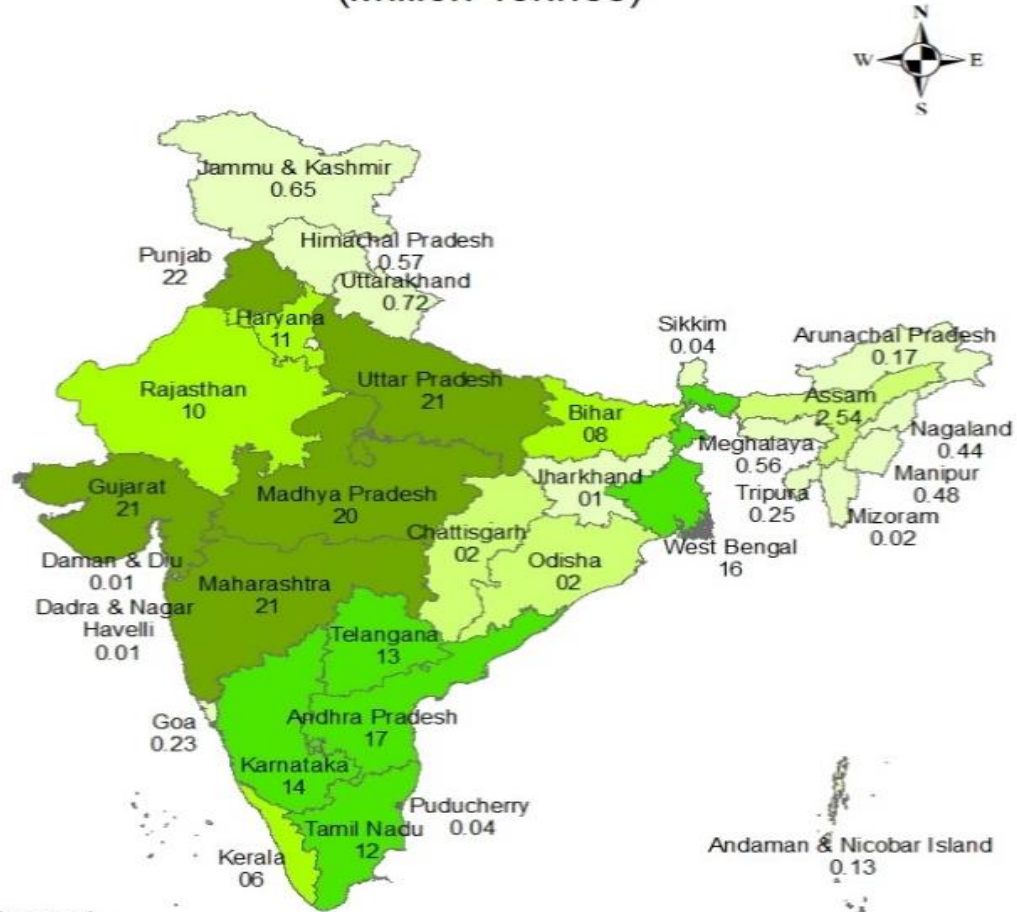 N
W E
S
Jammu & Kashmir
0.65
Himachal Pradesh
0.57
Punjab
22
Uttarakhand
0.72
Haryana
11
Sikkim
0.04
Arunachal Pradesh
0.17
Rajasthan
10
Uttar Pradesh
21
Bihar
08
Assam
2.54
Nagaland
0.44
Meghalaya
0.56
Manipur
0.48
Tripura
0.25
Mizoram
0.02
Gujarat
21
Madhya Pradesh
20
Jharkhand
01
Chattisgarh
02
West Bengal
16
Odisha
02
Daman & Diu
0.01
Maharashtra
21
Dadra & Nagar
Havelli
0.01
Telangana
13
Goa
0.23
Andhra Pradesh
17
Karnataka
14
Puducherry
0.04
Tamil Nadu
12
Kerala
06
Andaman & Nicobar Island
0.13